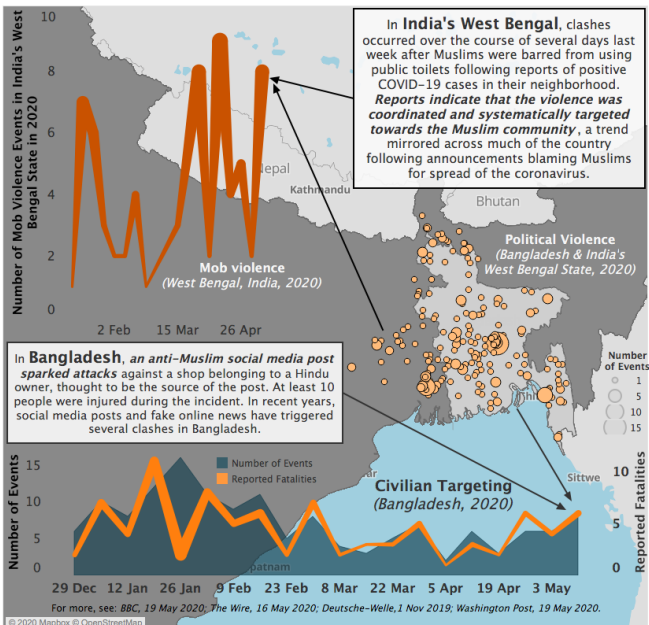 Number of Mob Violence Events in India's West
Bengal State in 2020
10
8
6
4
2
0
2 Feb 15 Mar 26 Apr
Mob violence
(West Bengal, India, 2020)
In India's West Bengal, clashes
occurred over the course of several days last
week after Muslims were barred from using
public toilets following reports of positive
COVID-19 cases in their neighborhood.
Reports indicate that the violence was
coordinated and systematically targeted
towards the Muslim community, a trend
mirrored across much of the country
following announcements blaming Muslims
for spread of the coronavirus.
Nepal
Kathmandu
Bhutan
Political Violence
(Bangladesh & India's
West Bengal State, 2020)
Number
of Events
1
5
10
15
In Bangladesh, an anti-Muslim social media post
sparked attacks against a shop belonging to a Hindu
owner, thought to be the source of the post. At least 10
people were injured during the incident. In recent years,
social media posts and fake online news have triggered
several clashes in Bangladesh.
Number of Events
15
10
5
0
Number of Events
Reported Fatalities
Civilian Targeting
(Bangladesh, 2020)
Sittwe
patnam
Reported Fatalities
10
5
0
29 Dec 12 Jan 26 Jan 9 Feb 23 Feb 8 Mar 22 Mar 5 Apr 19 Apr 3 May
For more, see: BBC, 19 May 2020; The Wire, 16 May 2020; Deutsche-Welle,1 Nov 2019; Washington Post, 19 May 2020.
© 2020 Mapbox © OpenStreetMap